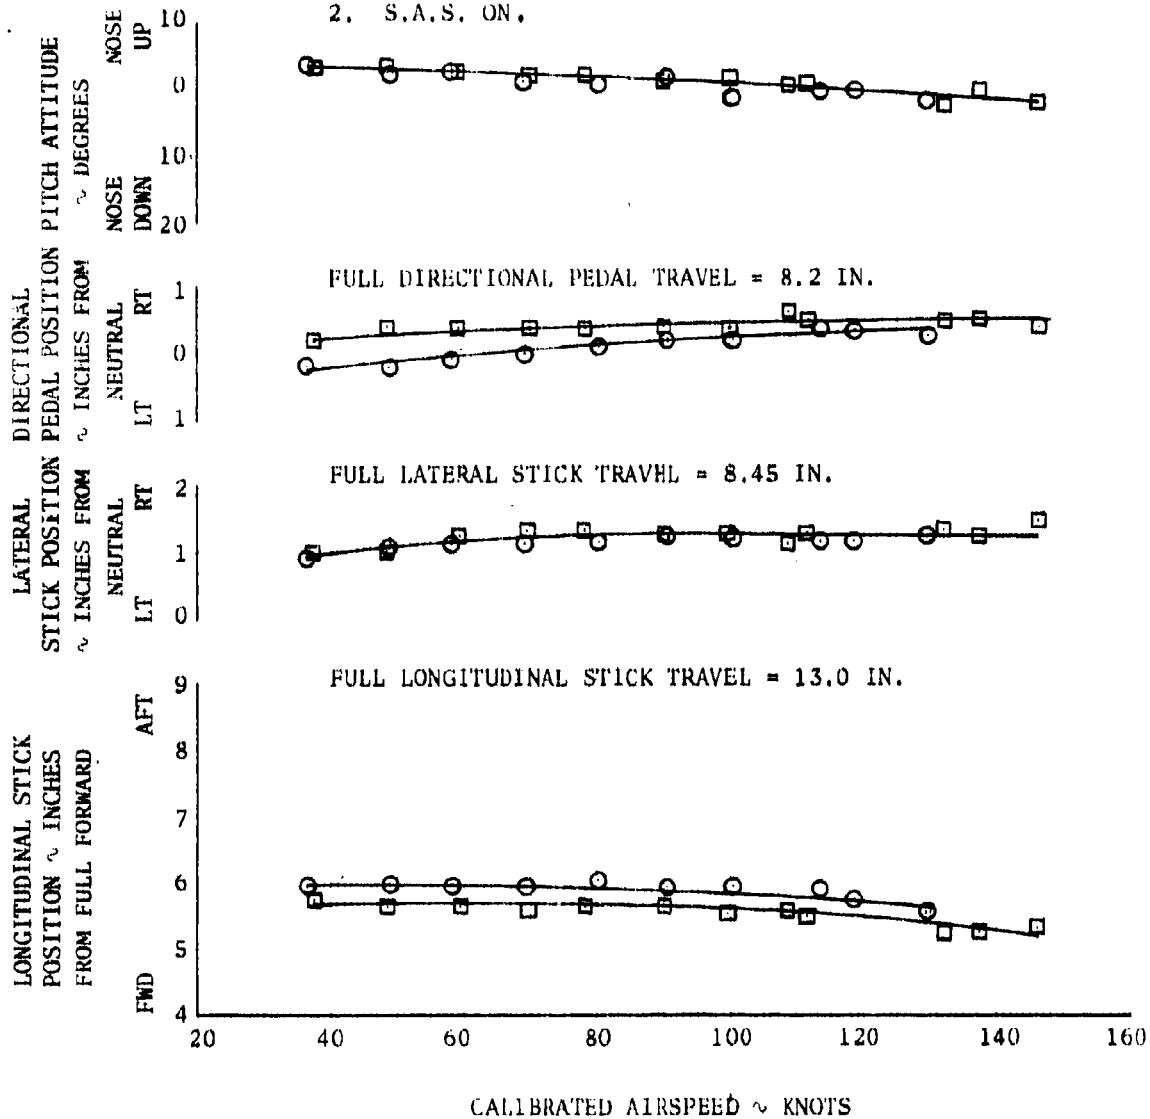 2. S.A.S. ON.
PITCH ATTITUDE
~ DEGREES
NOSE
UP
NOSE
DOWN
10
0
10
20
FULL DIRECTIONAL PEDAL TRAVEL = 8.2 IN.
DIRECTIONAL
PEDAL POSITION
~ INCHES FROM
NEUTRAL
LT RT
1
0
1
FULL LATERAL STICK TRAVEL = 8.45 IN.
LATERAL
STICK POSITION
~ INCHES FROM
NEUTRAL
LT RT
2
1
0
FULL LONGITUDINAL STICK TRAVEL = 13.0 IN.
LONGITUDINAL STICK
POSITION ~ INCHES
FROM FULL FORWARD
FWD AFT
9
8
7
6
5
4
20 40 60 80 100 120 140 160
CALIBRATED AIRSPEED ~ KNOTS